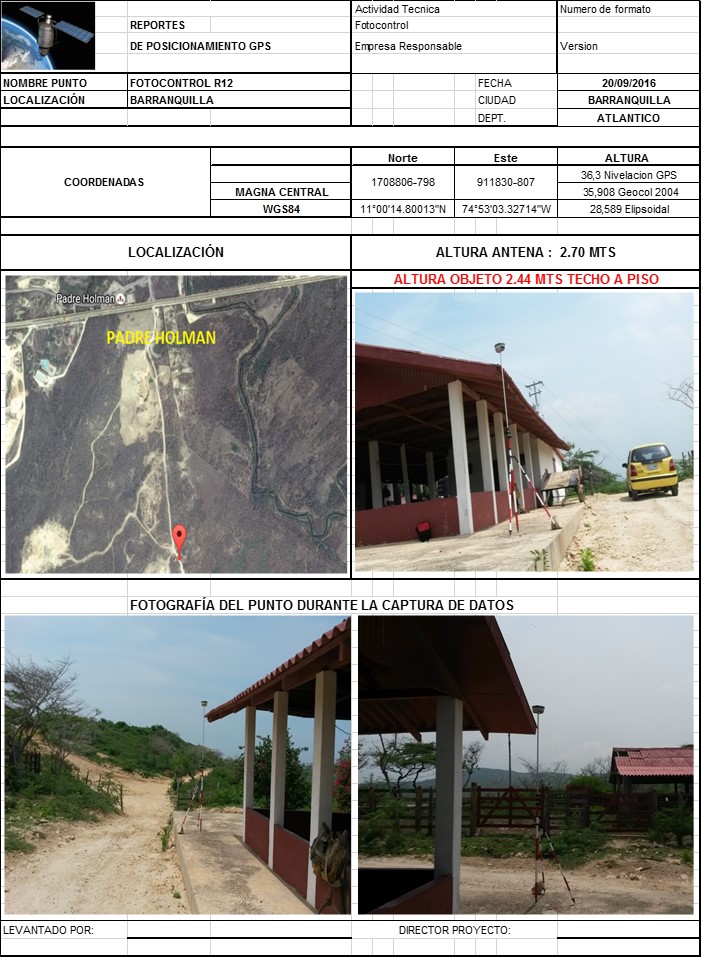 Actividad Tecnica
Numero de formato
REPORTES
Fotocontrol
DE POSICIONAMIENTO GPS
Empresa Responsable
Version
NOMBRE PUNTO
FOTOCONTROL R12
FECHA
20/09/2016
LOCALIZACIÓN
BARRANQUILLA
CIUDAD
BARRANQUILLA
DEPT.
ATLANTICO
COORDENADAS
Norte
Este
ALTURA
1708806-798
911830-807
36,3 Nivelacion GPS
MAGNA CENTRAL
35,908 Geocol 2004
WGS84
11°00'14.80013"N
74°53'03.32714"W
28,589 Elipsoidal
LOCALIZACIÓN
ALTURA ANTENA : 2.70 MTS
ALTURA OBJETO 2.44 MTS TECHO A PISO
Padre Holman
PADRE HOLMAN
FOTOGRAFÍA DEL PUNTO DURANTE LA CAPTURA DE DATOS
LEVANTADO POR:
DIRECTOR PROYECTO: